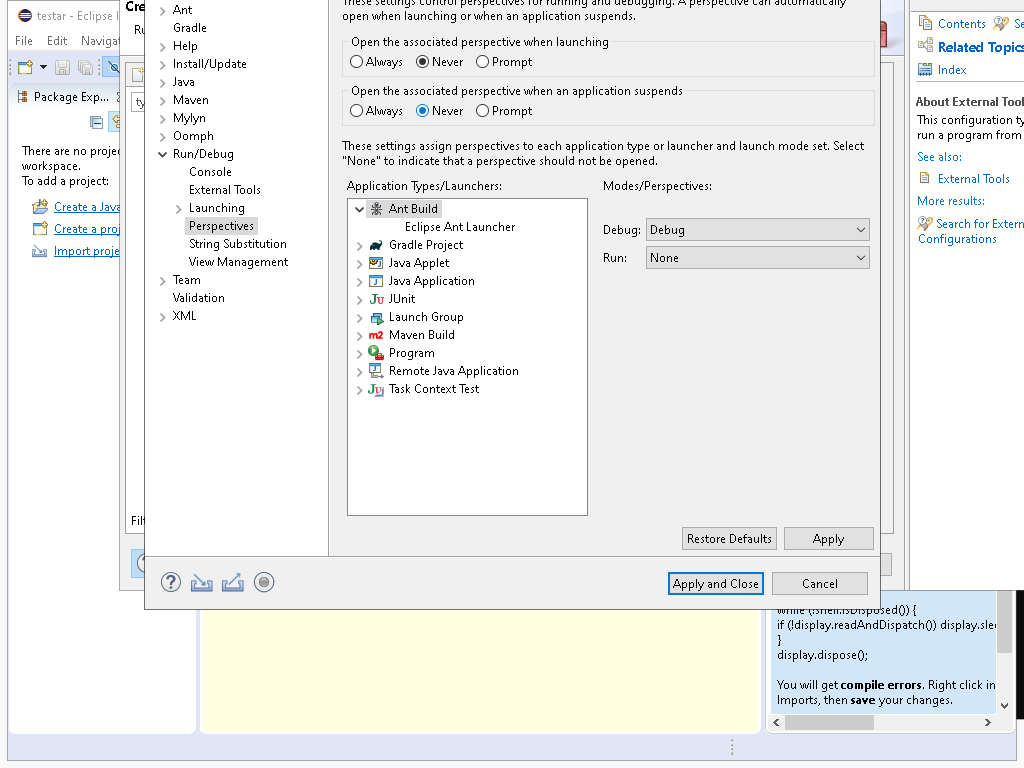 testar - Eclipse I
File Edit Naviga
Package Exp...
There are no proje
workspace.
To add a project:
Create a Java
Create a proj
Import proje
Cre
Ru
ty
Filt
Ant
Gradle
Help
Install/Update
Java
Maven
Mylyn
Oomph
Run/Debug
Console
External Tools
Launching
Perspectives
String Substitution
View Management
Team
Validation
XML
These settings control perspectives for running and debugging. A perspective can automatically
open when launching or when an application suspends.
Open the associated perspective when launching
Always Never Prompt
Open the associated perspective when an application suspends
Always Never Prompt
These settings assign perspectives to each application type or launcher and launch mode set. Select
"None" to indicate that a perspective should not be opened.
Application Types/Launchers:
Ant Build
Eclipse Ant Launcher
Gradle Project
Java Applet
Java Application
JUnit
Launch Group
Maven Build
Program
Remote Java Application
Task Context Test
Modes/Perspectives:
Debug: Debug
Run: None
Restore Defaults Apply
Apply and Close Cancel
Contents Se
Related Topics
Index
About External Tool
This configuration ty
run a program from
See also:
External Tools
More results:
Search for Extern
Configurations
while (!shell.isDisposed()) {
if (!display.readAndDispatch()) display.slee
}
display.dispose();
You will get compile errors. Right click in
Imports, then save your changes.